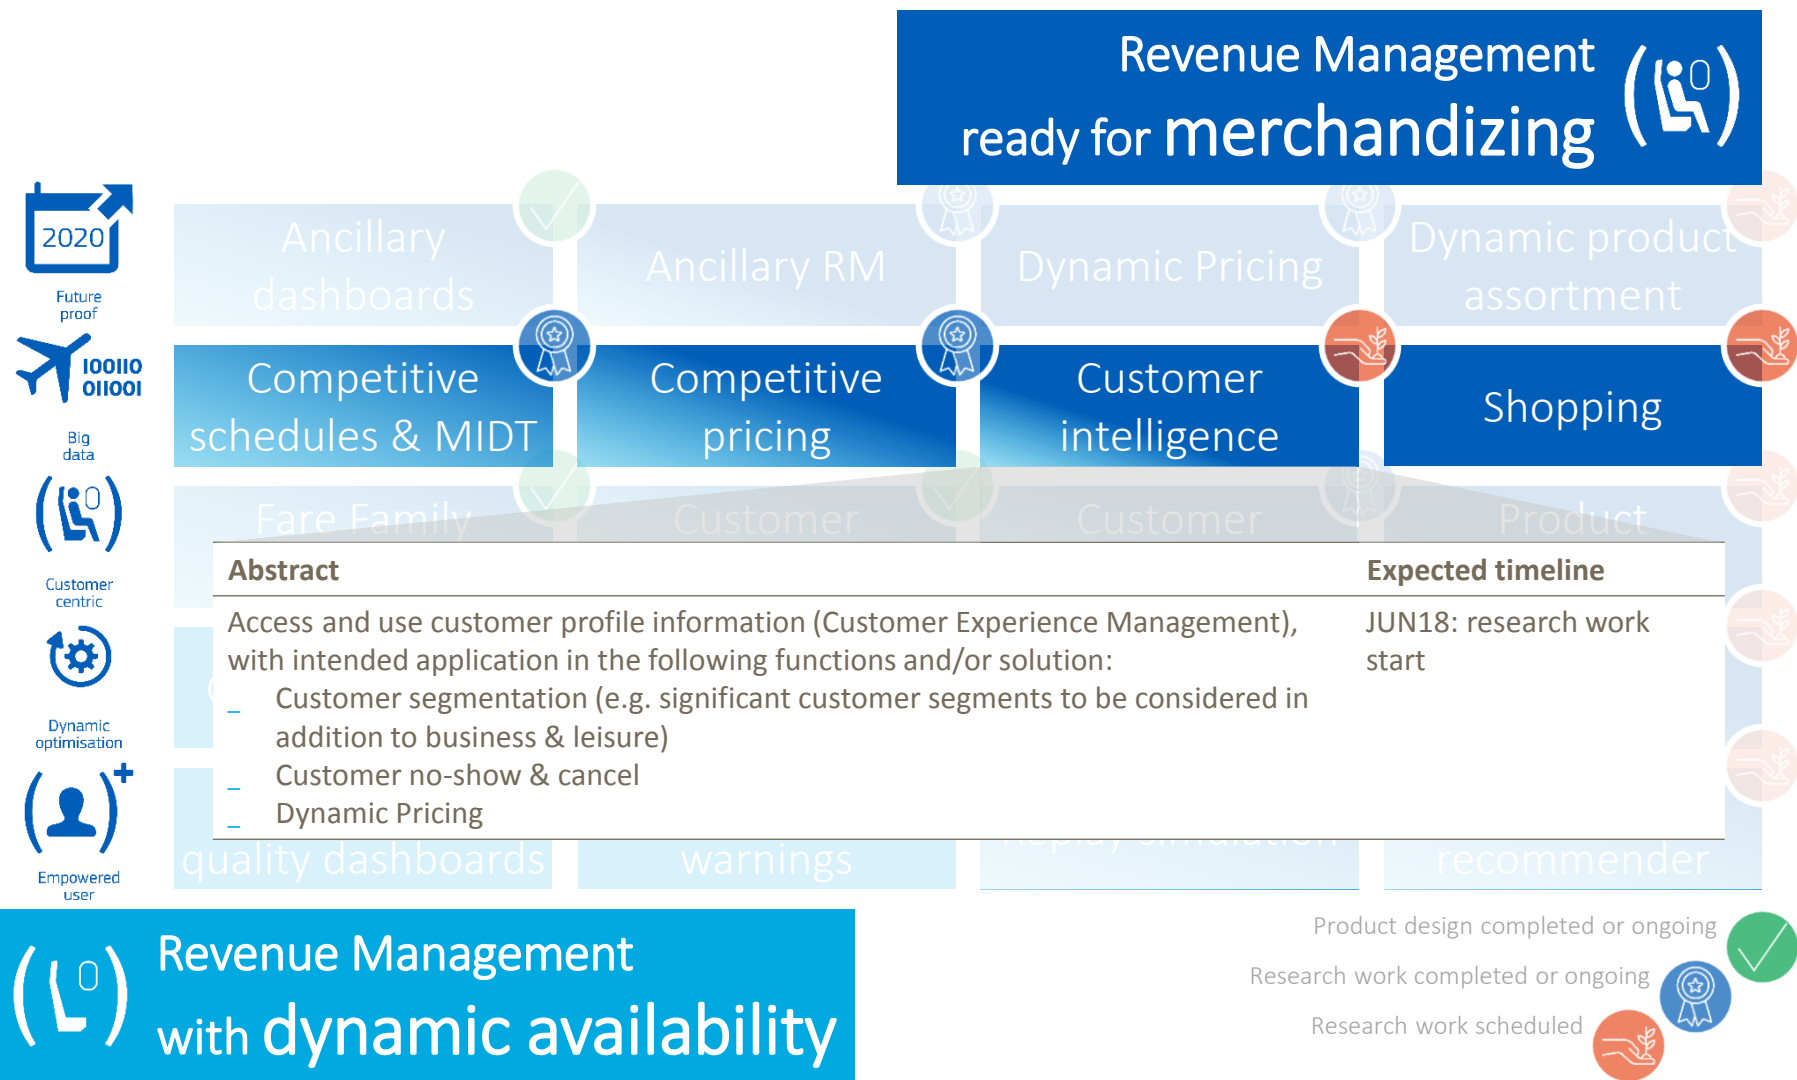 Revenue Management
ready for merchandizing
2020
Future
proof
Ancillary
dashboards
Ancillary RM
Dynamic Pricing
Dynamic product
assortment
100110
011001
Big
data
Competitive
schedules & MIDT
Competitive
pricing
Customer
intelligence
Shopping
Customer
centric
Fare Family
Customer
Customer
Product
Abstract
Expected timeline
Access and use customer profile information (Customer Experience Management),
with intended application in the following functions and/or solution:
_ Customer segmentation (e.g. significant customer segments to be considered in
addition to business & leisure)
_ Customer no-show & cancel
_ Dynamic Pricing
JUN18: research work
start
Dynamic
optimisation
Empowered
user
quality dashboards
warnings
Replay simulation
recommender
Revenue Management
with dynamic availability
Product design completed or ongoing
Research work completed or ongoing
Research work scheduled